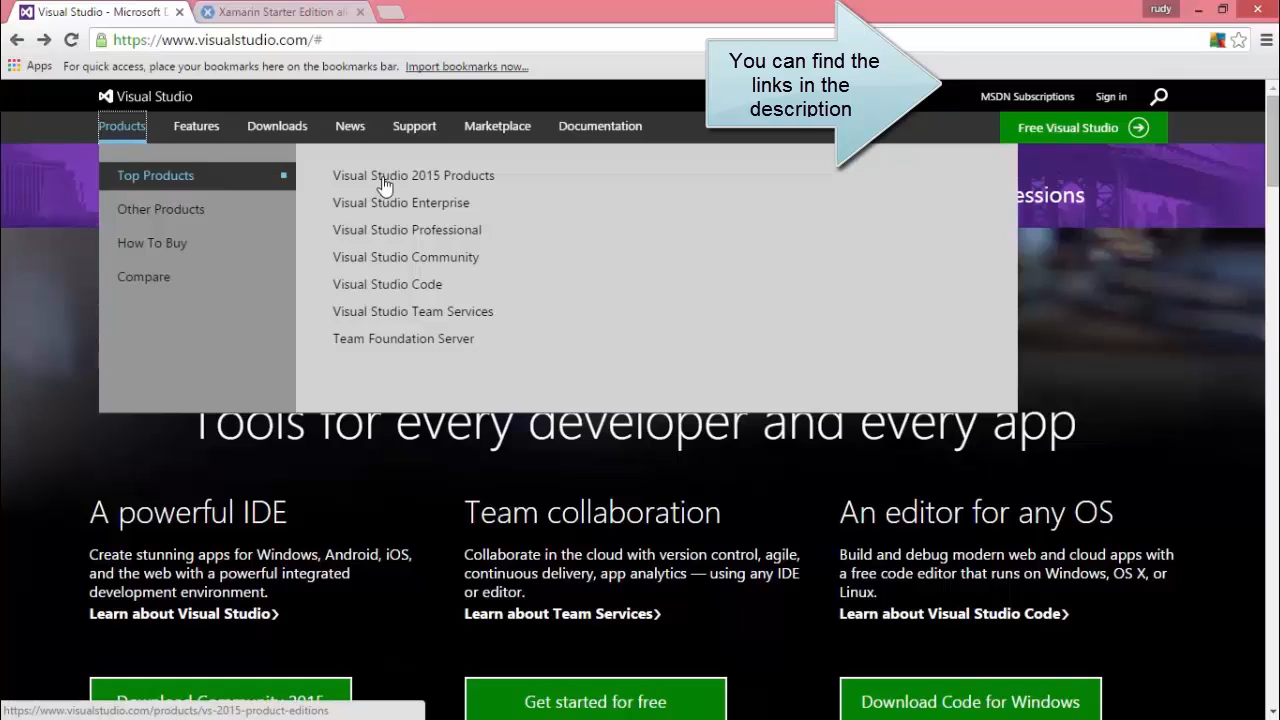 Visual Studio - Microsoft D
Xamarin Starter Edition ai
rudy
https://www.visualstudio.com/#
Apps
For quick access, place your bookmarks here on the bookmarks bar.
Import bookmarks now...
You can find the
links in the
description
Visual Studio
MSDN Subscriptions
Sign in
Products
Features
Downloads
News
Support
Marketplace
Documentation
Free Visual Studio
Top Products
Other Products
How To Buy
Compare
Visual Studio 2015 Products
Visual Studio Enterprise
Visual Studio Professional
Visual Studio Community
Visual Studio Code
Visual Studio Team Services
Team Foundation Server
essions
Tools for every developer and every app
A powerful IDE
Create stunning apps for Windows, Android, iOS,
and the web with a powerful integrated
development environment.
Learn about Visual Studio
Team collaboration
Collaborate in the cloud with version control, agile,
continuous delivery, app analytics — using any IDE
or editor.
Learn about Team Services
An editor for any OS
Build and debug modern web and cloud apps with
a free code editor that runs on Windows, OS X, or
Linux.
Learn about Visual Studio Code
Download Community 2015
Get started for free
Download Code for Windows
https://www.visualstudio.com/products/vs-2015-product-editions